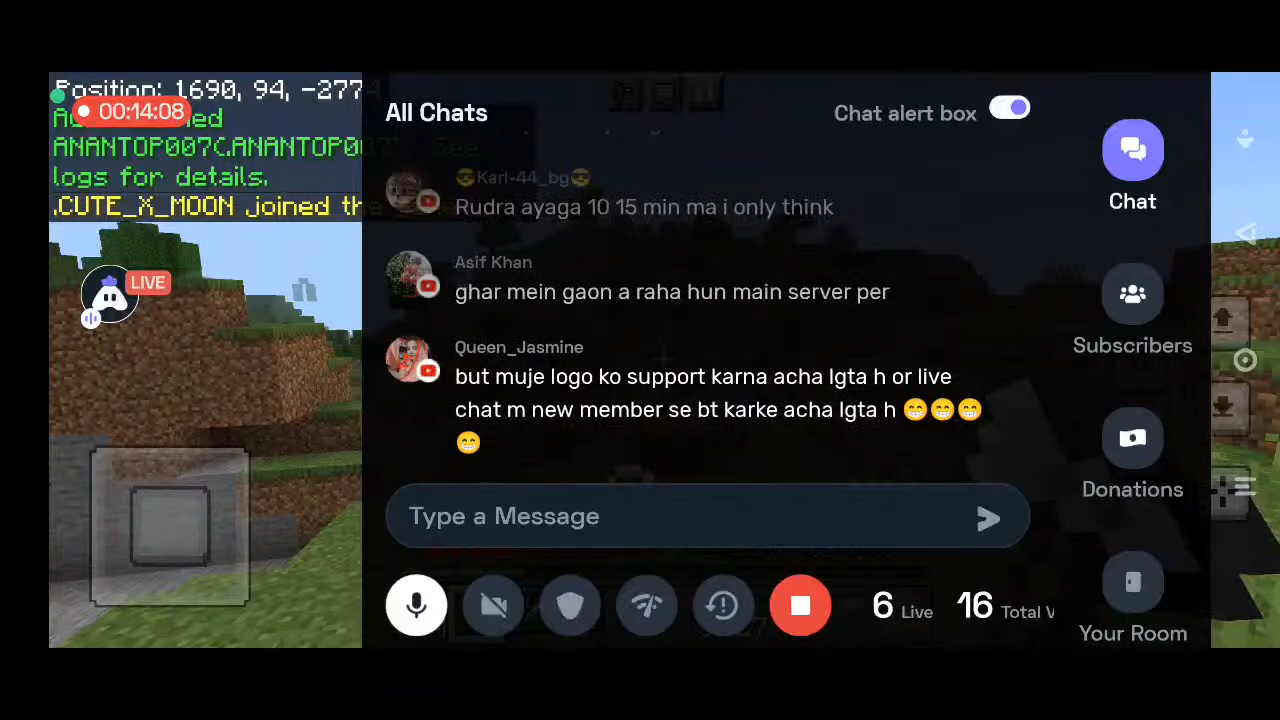 Position: 1690, 94, -277
00:14:08
ANANTOP007C.ANANTOP00
logs for details.
.CUTE_X_MOON joined th
LIVE
All Chats
Chat alert box
See
😎Karl-44_bg😎
Rudra ayaga 10 15 min ma i only think
Asif Khan
ghar mein gaon a raha hun main server per
Queen_Jasmine
but muje logo ko support karna acha lgta h or live
chat m new member se bt karke acha lgta h 😁😁😁
😁
Type a Message
6 Live 16 Total V
Chat
Subscribers
Donations
Your Room